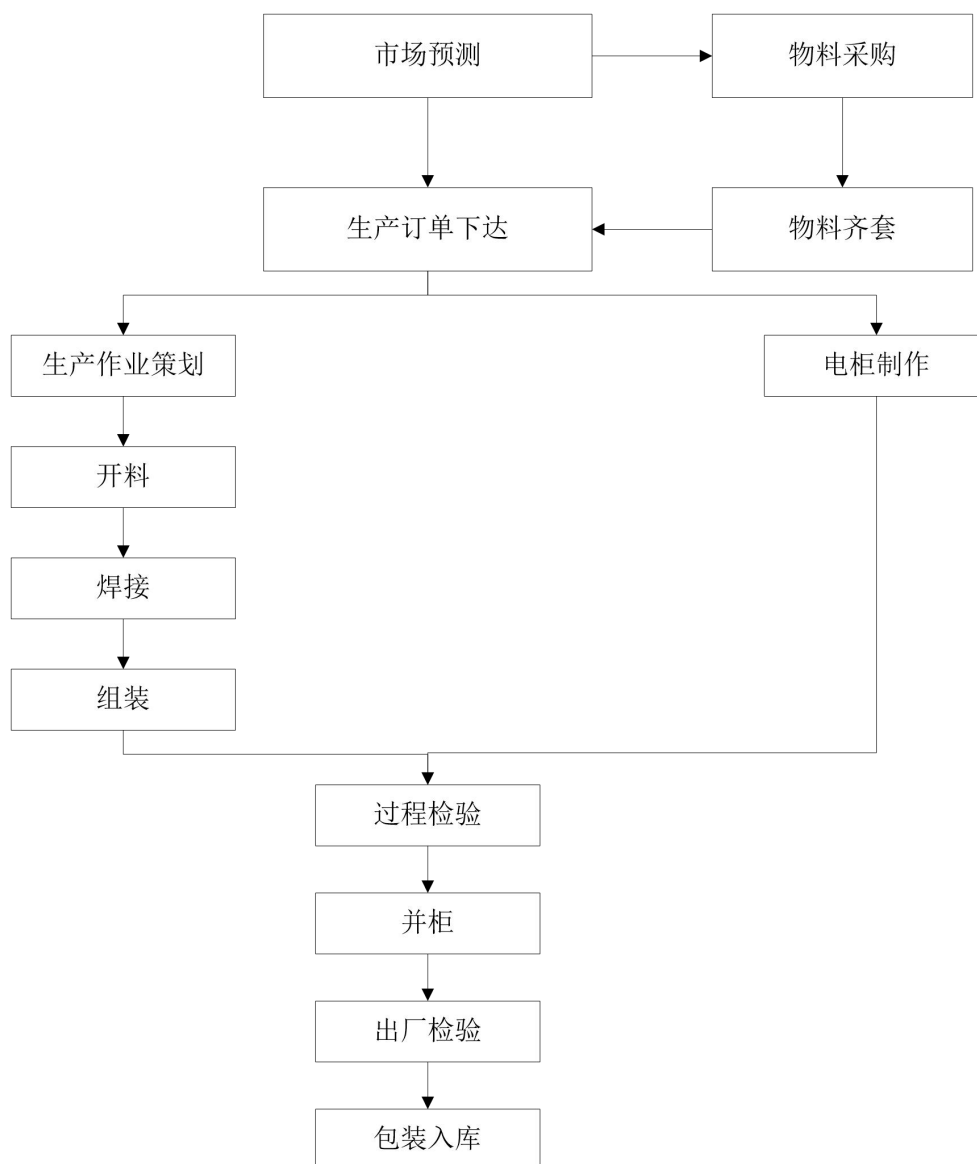 市场预测
物料采购
生产订单下达
物料齐套
生产作业策划
电柜制作
开料
焊接
组装
过程检验
并柜
出厂检验
包装入库